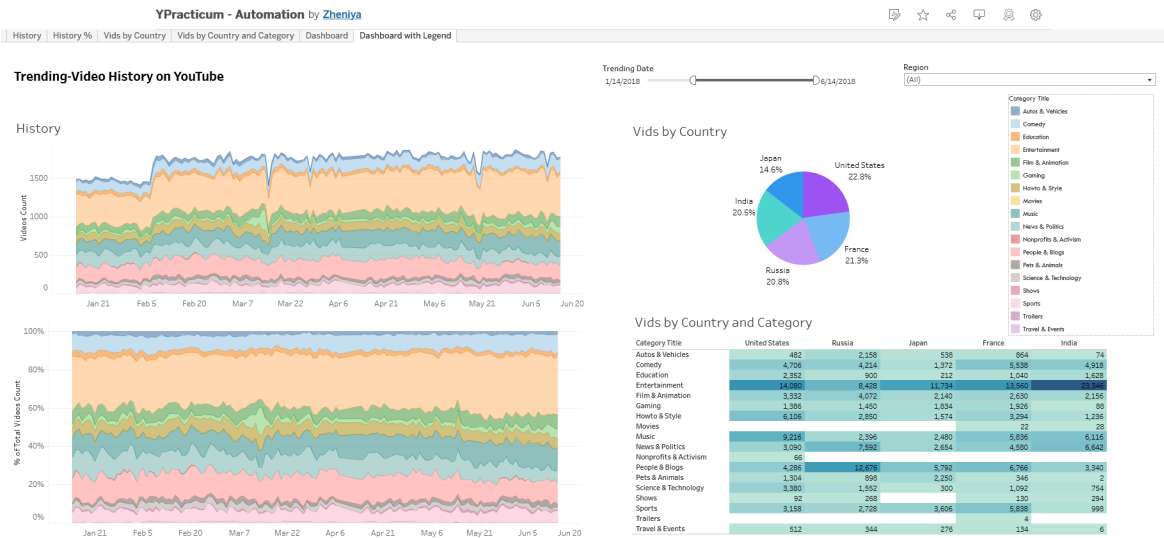 YPracticum - Automation by Zheniya
History History % Vids by Country Vids by Country and Category Dashboard Dashboard with Legend
Trending-Video History on YouTube
Trending Date
1/14/2018 6/14/2018
Region
(All)
Category Title
Autos & Vehicles
Comedy
Education
Entertainment
Film & Animation
Gaming
Howto & Style
Movies
Music
News & Politics
Nonprofits & Activism
People & Blogs
Pets & Animals
Science & Technology
Shows
Sports
Trailers
Travel & Events
History
Videos Count
1500
1000
500
0
Jan 21 Feb 5 Feb 20 Mar 7 Mar 22 Apr 6 Apr 21 May 6 May 21 Jun 5 Jun 20
% of Total Videos Count
100%
80%
60%
40%
20%
0%
Jan 21 Feb 5 Feb 20 Mar 7 Mar 22 Apr 6 Apr 21 May 6 May 21 Jun 5 Jun 20
Vids by Country
Japan
14.6%
United States
22.8%
India
20.5%
France
21.3%
Russia
20.8%
Vids by Country and Category
Category Title United States Russia Japan France India
Autos & Vehicles 482 2,158 538 864 74
Comedy 4,706 4,214 1,372 5,538 4,918
Education 2,352 900 212 1,040 1,628
Entertainment 14,080 8,428 11,734 13,560 23,346
Film & Animation 3,332 4,072 2,140 2,630 2,156
Gaming 1,386 1,450 1,834 1,926 88
Howto & Style 6,106 2,850 1,574 3,294 1,236
Movies 22 28
Music 9,216 2,396 2,480 5,836 6,116
News & Politics 3,090 7,592 2,654 4,580 6,642
Nonprofits & Activism 66
People & Blogs 4,286 12,676 5,792 6,766 3,340
Pets & Animals 1,304 898 2,250 346 2
Science & Technology 3,380 1,552 300 1,092 754
Shows 92 268 130 294
Sports 3,158 2,728 3,606 5,838 998
Trailers 4
Travel & Events 512 344 276 134 6